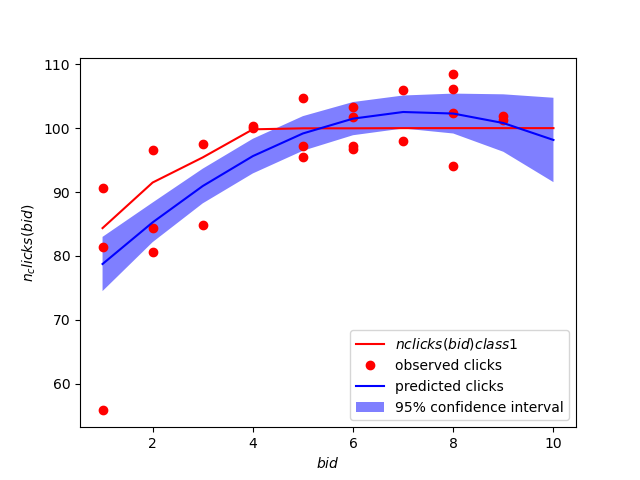 110
100
90
80
70
60
n_clicks(bid)
nclicks(bid)class1
observed clicks
predicted clicks
95% confidence interval
2 4 6 8 10
bid